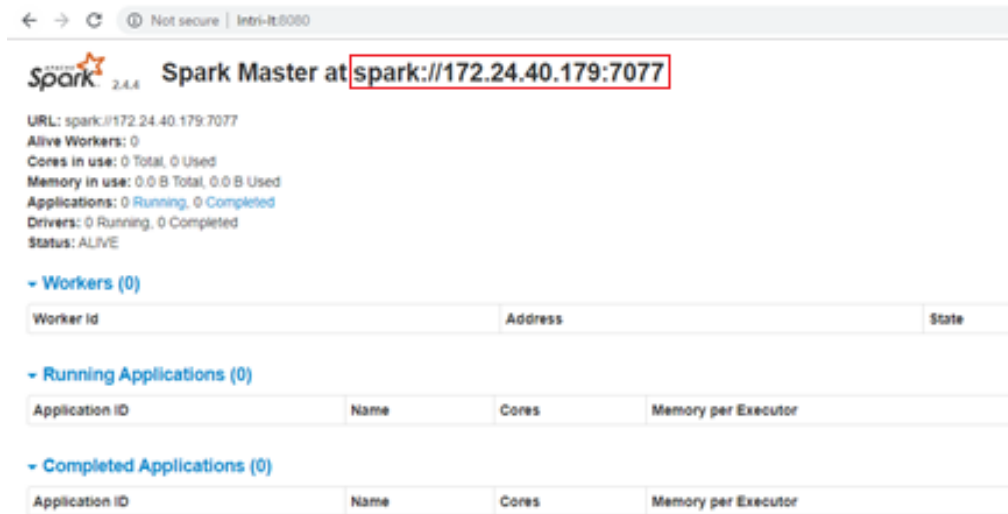 Not secure | Intri-lt:8080
APACHE Spark 2.4.4 Spark Master at spark://172.24.40.179:7077
URL: spark://172.24.40.179:7077
Alive Workers: 0
Cores in use: 0 Total, 0 Used
Memory in use: 0.0 B Total, 0.0 B Used
Applications: 0 Running, 0 Completed
Drivers: 0 Running, 0 Completed
Status: ALIVE
Workers (0)
Worker Id Address State
Running Applications (0)
Application ID Name Cores Memory per Executor
Completed Applications (0)
Application ID Name Cores Memory per Executor